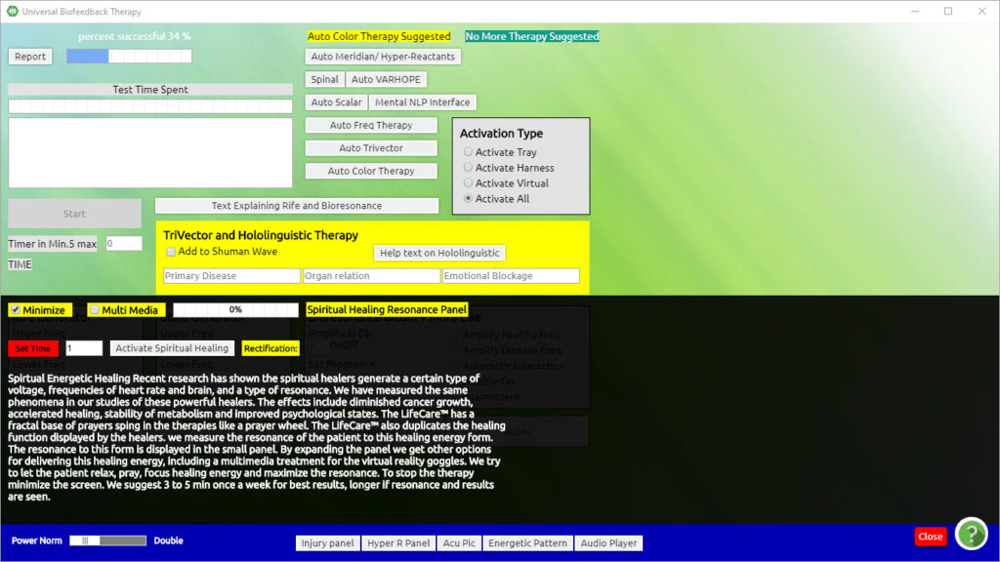 Universal Biofeedback Therapy
percent successful 34 %
Auto Color Therapy Suggested
No More Therapy Suggested
Report
Auto Meridian/ Hyper-Reactants
Spinal
Auto VARHOPE
Test Time Spent
Auto Scalar
Mental NLP Interface
Auto Freq Therapy
Auto Trivector
Auto Color Therapy
Activation Type
Activate Tray
Activate Harness
Activate Virtual
Activate All
Start
Text Explaining Rife and Bioresonance
Timer in Min.5 max
0
TIME
TriVector and Hololinguistic Therapy
Add to Shuman Wave
Help text on Hololinguistic
Primary Disease
Organ relation
Emotional Blockage
Minimize
Multi Media
0%
Spiritual Healing Resonance Panel
Upper Freq
Upper Freq
Amplify in Db
Amplify healthy Freq
Set Time
1
Activate Spiritual Healing
Rectification:
On/Off
Amplify Disease Freq
Lower Freq
Lower Freq
Set Program #
Automatic Interaction
Spirtual Energetic Healing Recent research has shown the spiritual healers generate a certain type of
voltage, frequencies of heart rate and brain, and a type of resonance. We have measured the same
phenomena in our studies of these powerful healers. The effects include diminished cancer growth,
accelerated healing, stability of metabolism and improved psychological states. The LifeCare™ has a
fractal base of prayers sping in the therapies like a prayer wheel. The LifeCare™ also duplicates the healing
function displayed by the healers. we measure the resonance of the patient to this healing energy form.
The resonance to this form is displayed in the small panel. By expanding the panel we get other options
for delivering this healing energy, including a multimedia treatment for the virtual reality goggles. We try
to let the patient relax, pray, focus healing energy and maximize the resonance. To stop the therapy
minimize the screen. We suggest 3 to 5 min once a week for best results, longer if resonance and results
are seen.
Power Norm
Double
Injury panel
Hyper R Panel
Acu Pic
Energetic Pattern
Audio Player
Close
?